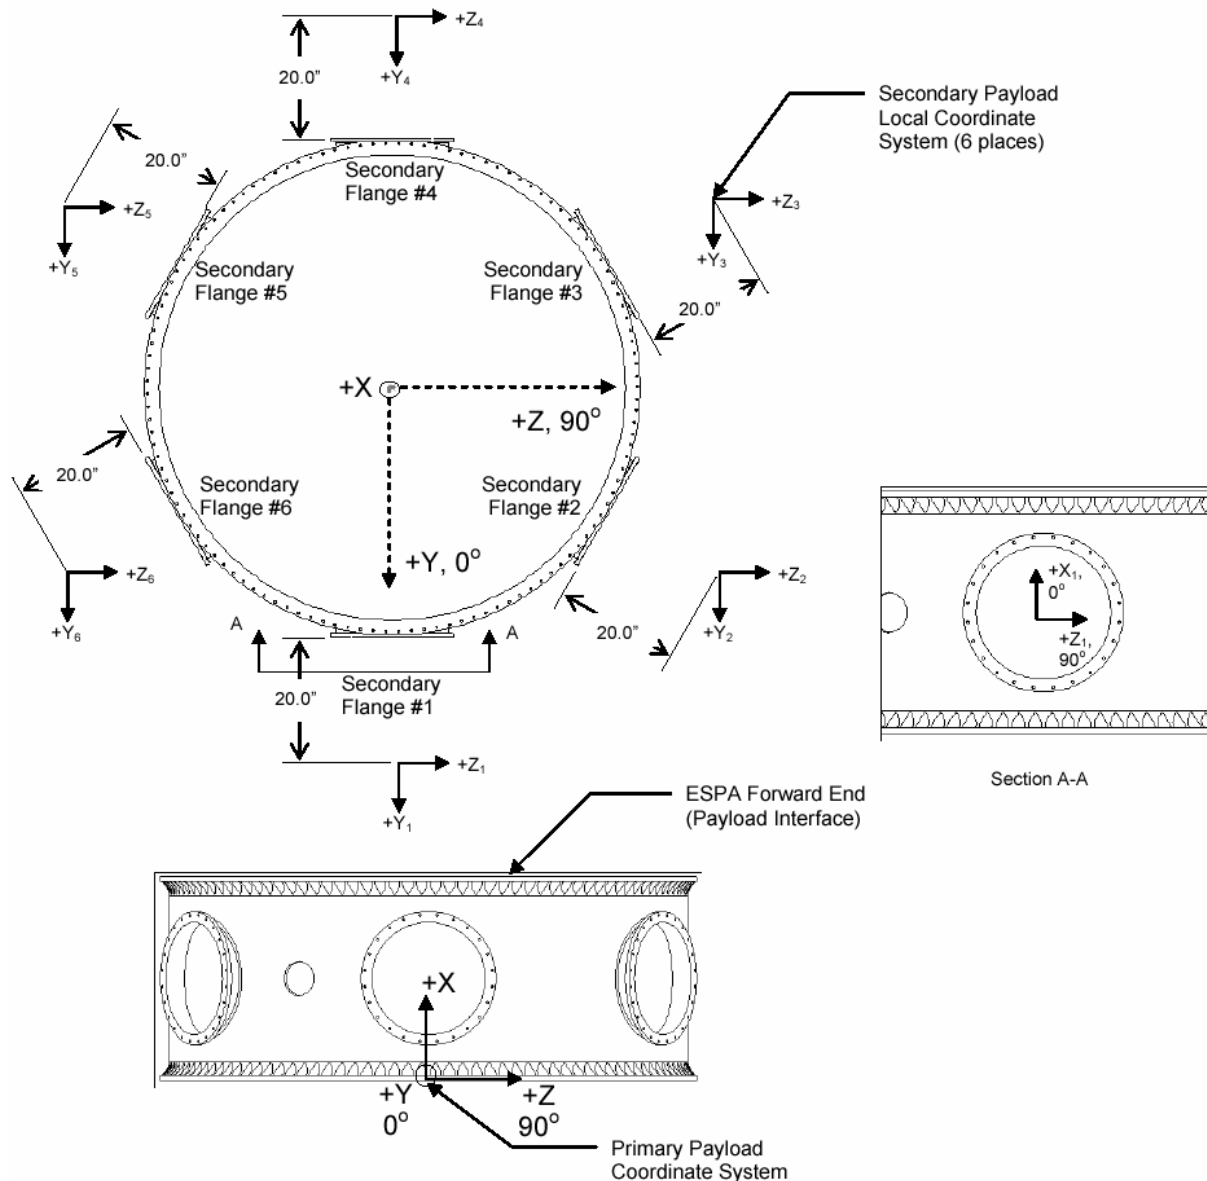 +Z₄
20.0”
+Y₄
Secondary Payload
Local Coordinate
System (6 places)
20.0”
Secondary
Flange #4
+Z₅
+Z₃
+Y₅
+Y₃
Secondary
Flange #5
Secondary
Flange #3
20.0”
+X
+Z, 90°
20.0”
Secondary
Flange #6
Secondary
Flange #2
+Y, 0°
+Z₆
+Z₂
+X₁,
0°
+Y₆
A
A
20.0”
+Y₂
+Z₁,
90°
Secondary
Flange #1
20.0”
+Z₁
Section A-A
+Y₁
ESPA Forward End
(Payload Interface)
+X
+Y
0°
+Z
90°
Primary Payload
Coordinate System